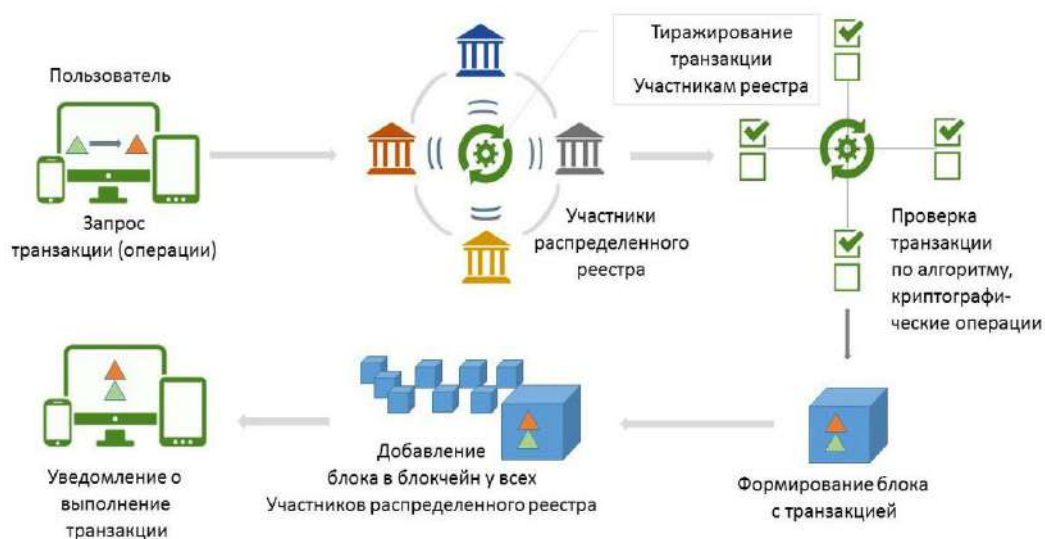 Пользователь
Запрос
транзакции (операции)
Тиражирование
транзакции
Участникам реестра
Участники
распределенного
реестра
Проверка
транзакции
по алгоритму,
криптографи-
ческие операции
Формирование блока
с транзакцией
Добавление
блока в блокчейн у всех
Участников распределенного реестра
Уведомление о
выполнение
транзакции